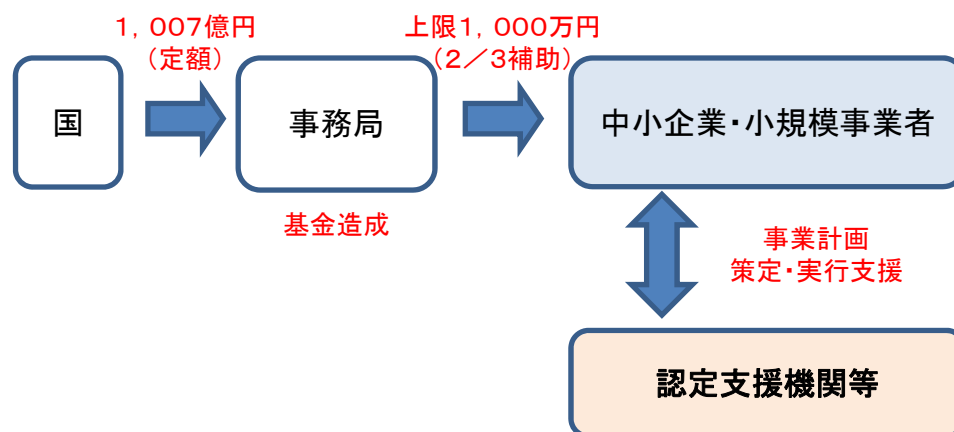 1，007億円
（定額）
上限1，000万円
（2／3補助）
国
事務局
中小企業・小規模事業者
基金造成
事業計画
策定・実行支援
認定支援機関等